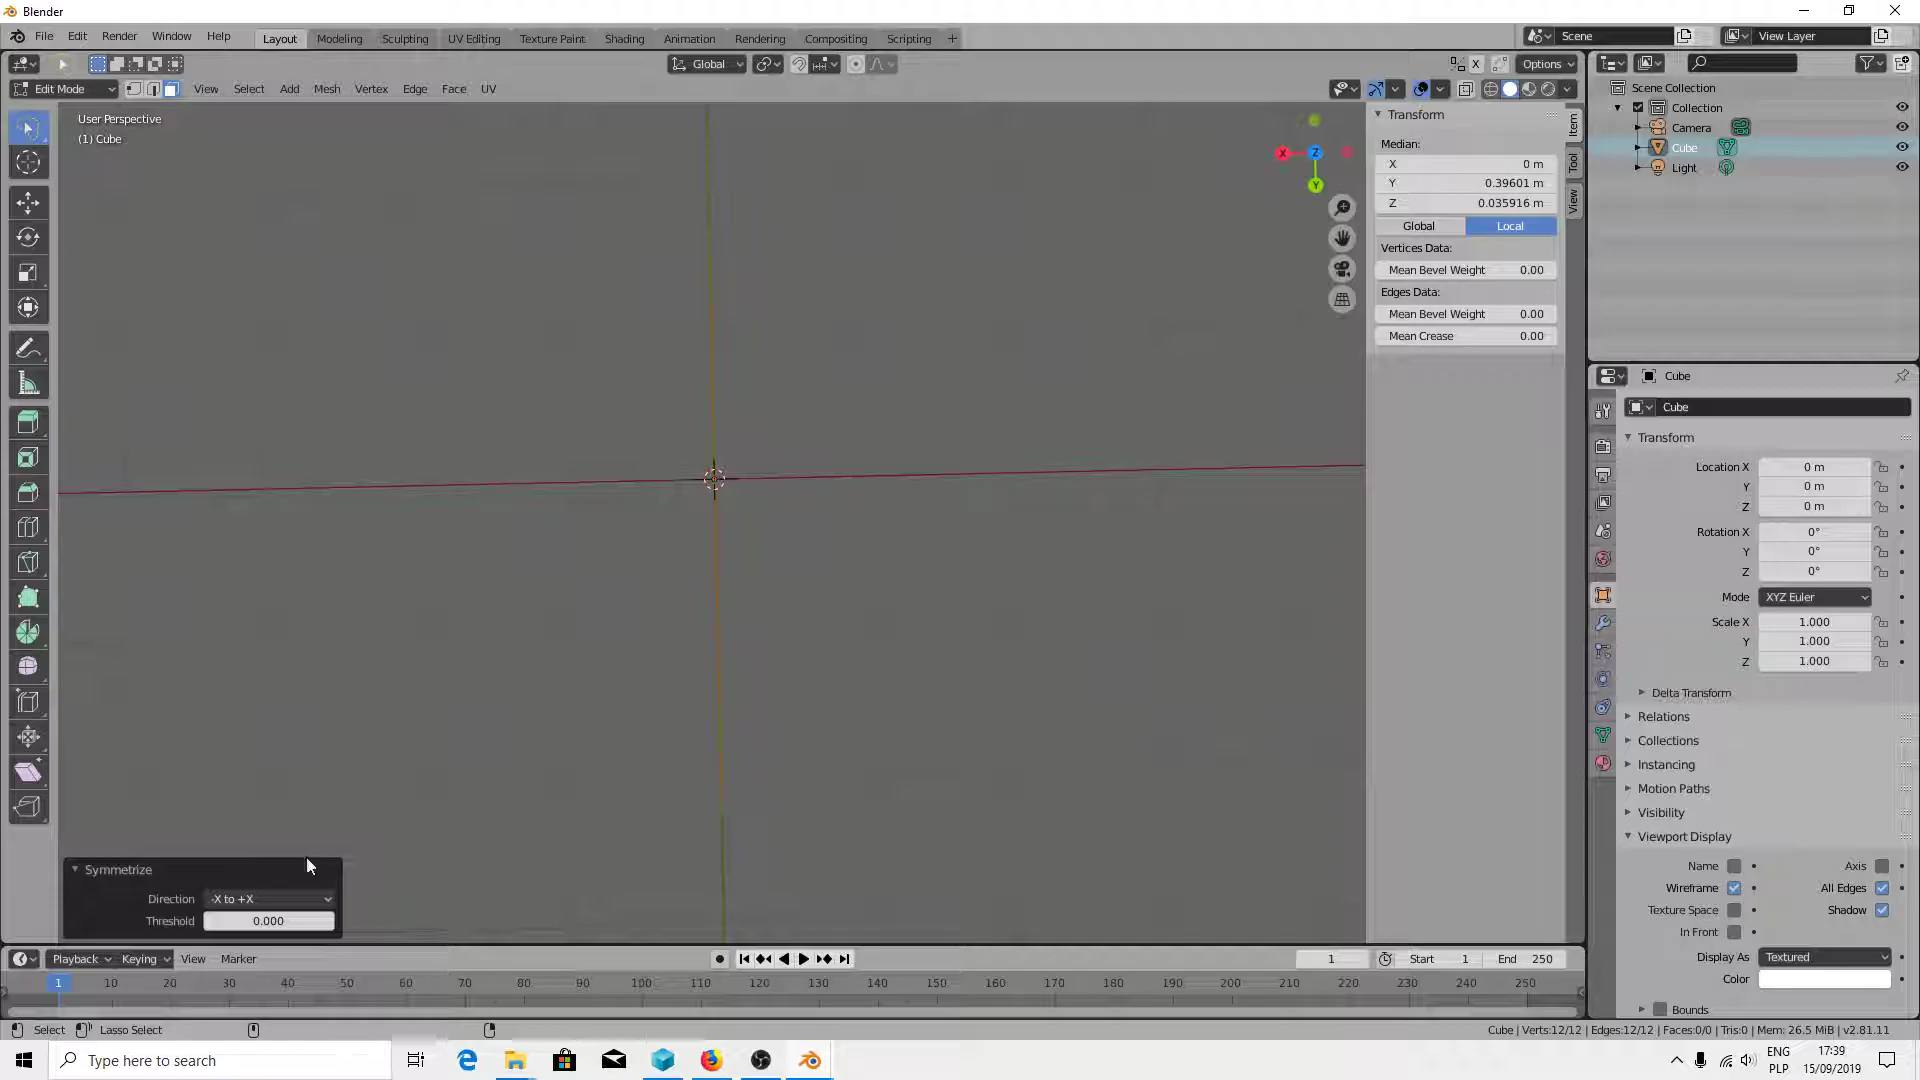 Blender
File Edit Render Window Help
Layout Modeling Sculpting UV Editing Texture Paint Shading Animation Rendering Compositing Scripting +
Scene
View Layer
Global
X
Options
Edit Mode
View Select Add Mesh Vertex Edge Face UV
User Perspective
(1) Cube
X
Z
Y
Transform
Median:
X 0 m
Y 0.39601 m
Z 0.035916 m
Global Local
Vertices Data:
Mean Bevel Weight 0.00
Edges Data:
Mean Bevel Weight 0.00
Mean Crease 0.00
Item
Tool
View
Scene Collection
Collection
Camera
Cube
Light
Cube
Cube
Transform
Location X 0 m
Y 0 m
Z 0 m
Rotation X 0°
Y 0°
Z 0°
Mode XYZ Euler
Scale X 1.000
Y 1.000
Z 1.000
Delta Transform
Relations
Collections
Instancing
Motion Paths
Visibility
Viewport Display
Name Axis
Wireframe All Edges
Texture Space Shadow
In Front
Display As Textured
Color
Bounds
Symmetrize
Direction -X to +X
Threshold 0.000
Playback Keying View Marker
1 Start 1 End 250
1 10 20 30 40 50 60 70 80 90 100 110 120 130 140 150 160 170 180 190 200 210 220 230 240 250
Select Lasso Select
Cube | Verts:12/12 | Edges:12/12 | Faces:0/0 | Tris:0 | Mem: 26.5 MiB | v2.81.11
Type here to search
ENG
PLP
17:39
15/09/2019